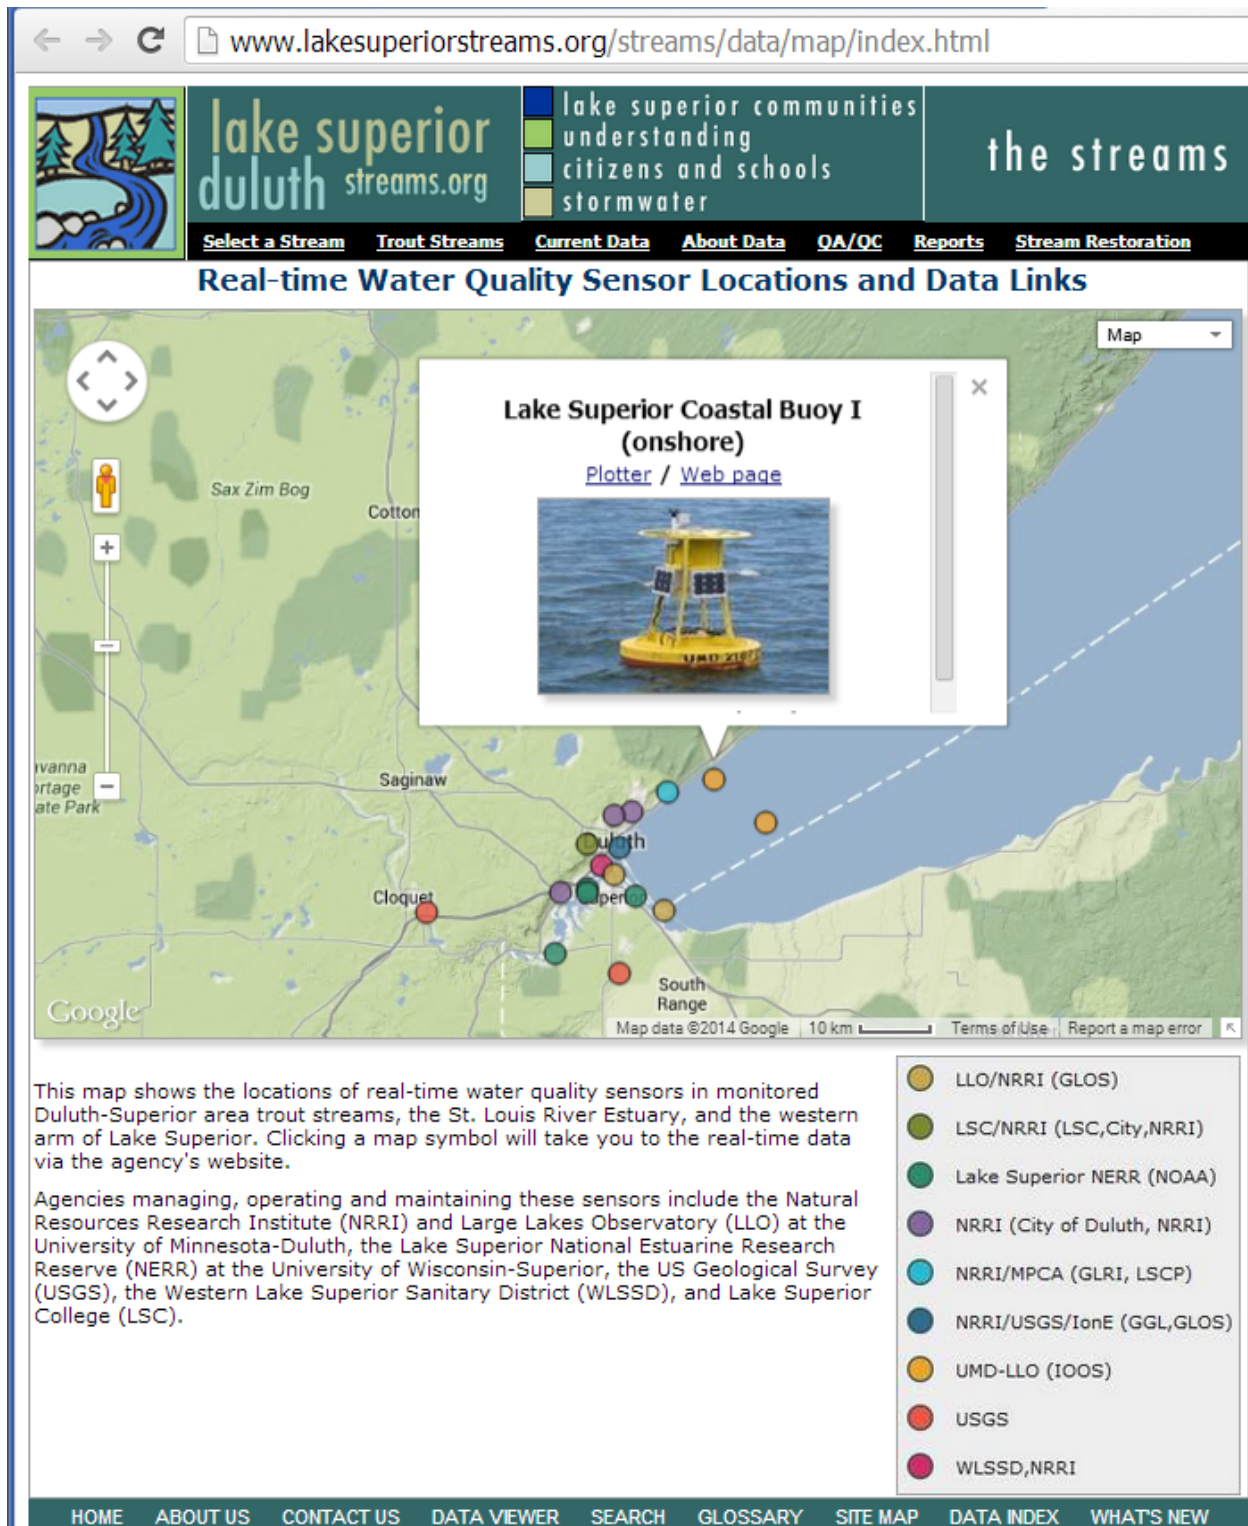 www.lakesuperiorstreams.org/streams/data/map/index.html
lake superior
duluth streams.org
lake superior communities
understanding
citizens and schools
stormwater
the streams
Select a Stream Trout Streams Current Data About Data QA/QC Reports Stream Restoration
Real-time Water Quality Sensor Locations and Data Links
Map
Lake Superior Coastal Buoy I
(onshore)
Plotter / Web page
UMD
Sax Zim Bog
Cotton
Saginaw
Duluth
Cloquet
South
Range
Google
Map data ©2014 Google 10 km Terms of Use Report a map error
This map shows the locations of real-time water quality sensors in monitored
Duluth-Superior area trout streams, the St. Louis River Estuary, and the western
arm of Lake Superior. Clicking a map symbol will take you to the real-time data
via the agency's website.
Agencies managing, operating and maintaining these sensors include the Natural
Resources Research Institute (NRRI) and Large Lakes Observatory (LLO) at the
University of Minnesota-Duluth, the Lake Superior National Estuarine Research
Reserve (NERR) at the University of Wisconsin-Superior, the US Geological Survey
(USGS), the Western Lake Superior Sanitary District (WLSSD), and Lake Superior
College (LSC).
LLO/NRRI (GLOS)
LSC/NRRI (LSC,City,NRRI)
Lake Superior NERR (NOAA)
NRRI (City of Duluth, NRRI)
NRRI/MPCA (GLRI, LSCP)
NRRI/USGS/IonE (GGL,GLOS)
UMD-LLO (IOOS)
USGS
WLSSD,NRRI
HOME ABOUT US CONTACT US DATA VIEWER SEARCH GLOSSARY SITE MAP DATA INDEX WHAT'S NEW